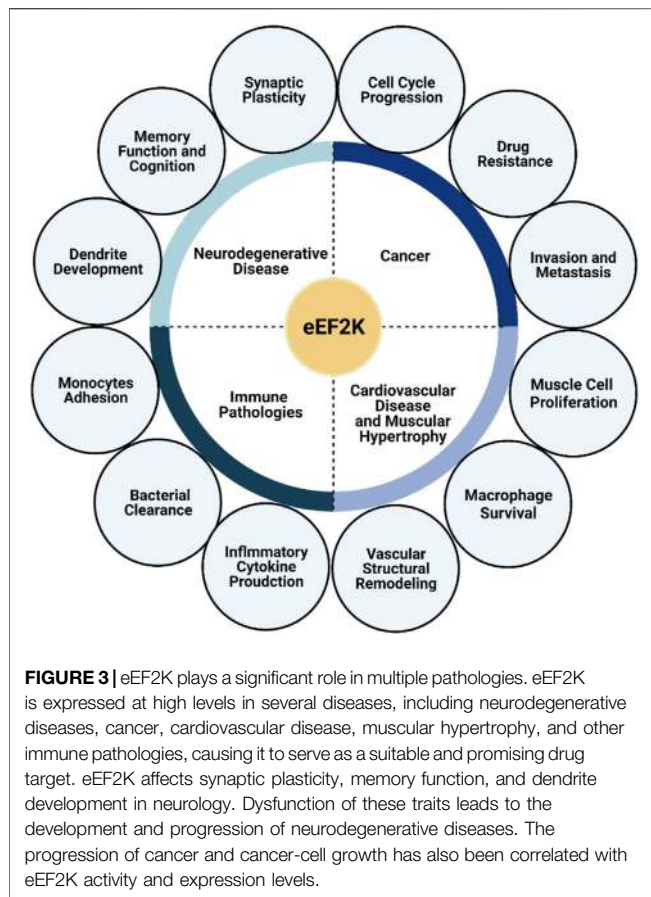 Synaptic
Plasticity
Cell Cycle
Progression
Memory
Function and
Cognition
Drug
Resistance
Dendrite
Development
Neurodegenerative
Disease
Cancer
Invasion and
Metastasis
eEF2K
Monocytes
Adhesion
Immune
Pathologies
Cardiovascular
Disease
and Muscular
Hypertrophy
Muscle Cell
Proliferation
Bacterial
Clearance
Macrophage
Survival
Inflmmatory
Cytokine
Proudction
Vascular
Structural
Remodeling
FIGURE 3 | eEF2K plays a significant role in multiple pathologies. eEF2K
is expressed at high levels in several diseases, including neurodegenerative
diseases, cancer, cardiovascular disease, muscular hypertrophy, and other
immune pathologies, causing it to serve as a suitable and promising drug
target. eEF2K affects synaptic plasticity, memory function, and dendrite
development in neurology. Dysfunction of these traits leads to the
development and progression of neurodegenerative diseases. The
progression of cancer and cancer-cell growth has also been correlated with
eEF2K activity and expression levels.